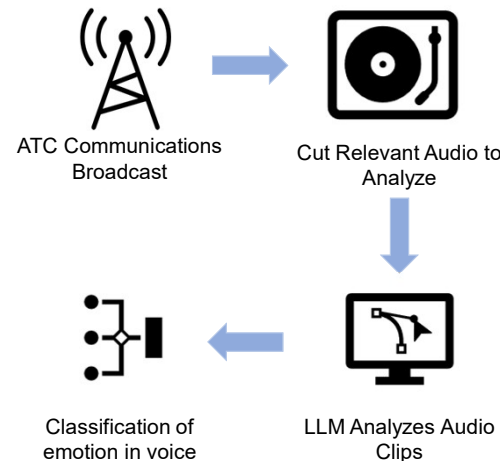 ATC Communications
Broadcast
Cut Relevant Audio to
Analyze
LLM Analyzes Audio
Clips
Classification of
emotion in voice